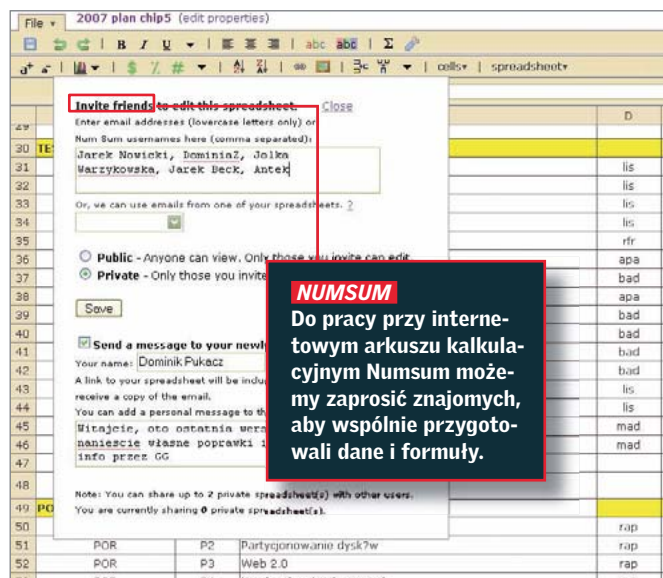 File
2007 plan chip5 (edit properties)
B I U abc abc Σ
$ % # cells spreadsheet
D
Invite friends to edit this spreadsheet. Close
Enter email addresses (lowercase letters only) or
Num Sum usernames here (comma separated):
Jarek Nowicki, DominiaZ, Jolka
Warzykowska, Jarek Beck, Antek
Or, we can use emails from one of your spreadsheets. ?
Public - Anyone can view. Only those you invite can edit.
Private - Only those you invite
Save
Send a message to your newly
Your name: Dominik Pukacz
A link to your spreadsheet will be
receive a copy of the email.
You can add a personal message to
Witajcie, oto ostatnia
naniescie własne poprawki i
info przez GG
Note: You can share up to 2 private spreadsheet(s) with other users.
You are currently sharing 0 private spreadsheet(s).
NUMSUM
Do pracy przy interne-
towym arkuszu kalkula-
cyjnym Numsum może-
my zaprosić znajomych,
aby wspólnie przygoto-
wali dane i formuły.
29
30 TE
31 lis
32 lis
33 lis
34 lis
35 rfr
36 apa
37 bad
38 apa
39 bad
40 bad
41 bad
42 bad
43 lis
44 lis
45 mad
46 mad
47
48
49 PO
50 rap
51 POR P2 Partycjonowanie dysk?w rap
52 POR P3 Web 2.0 rap